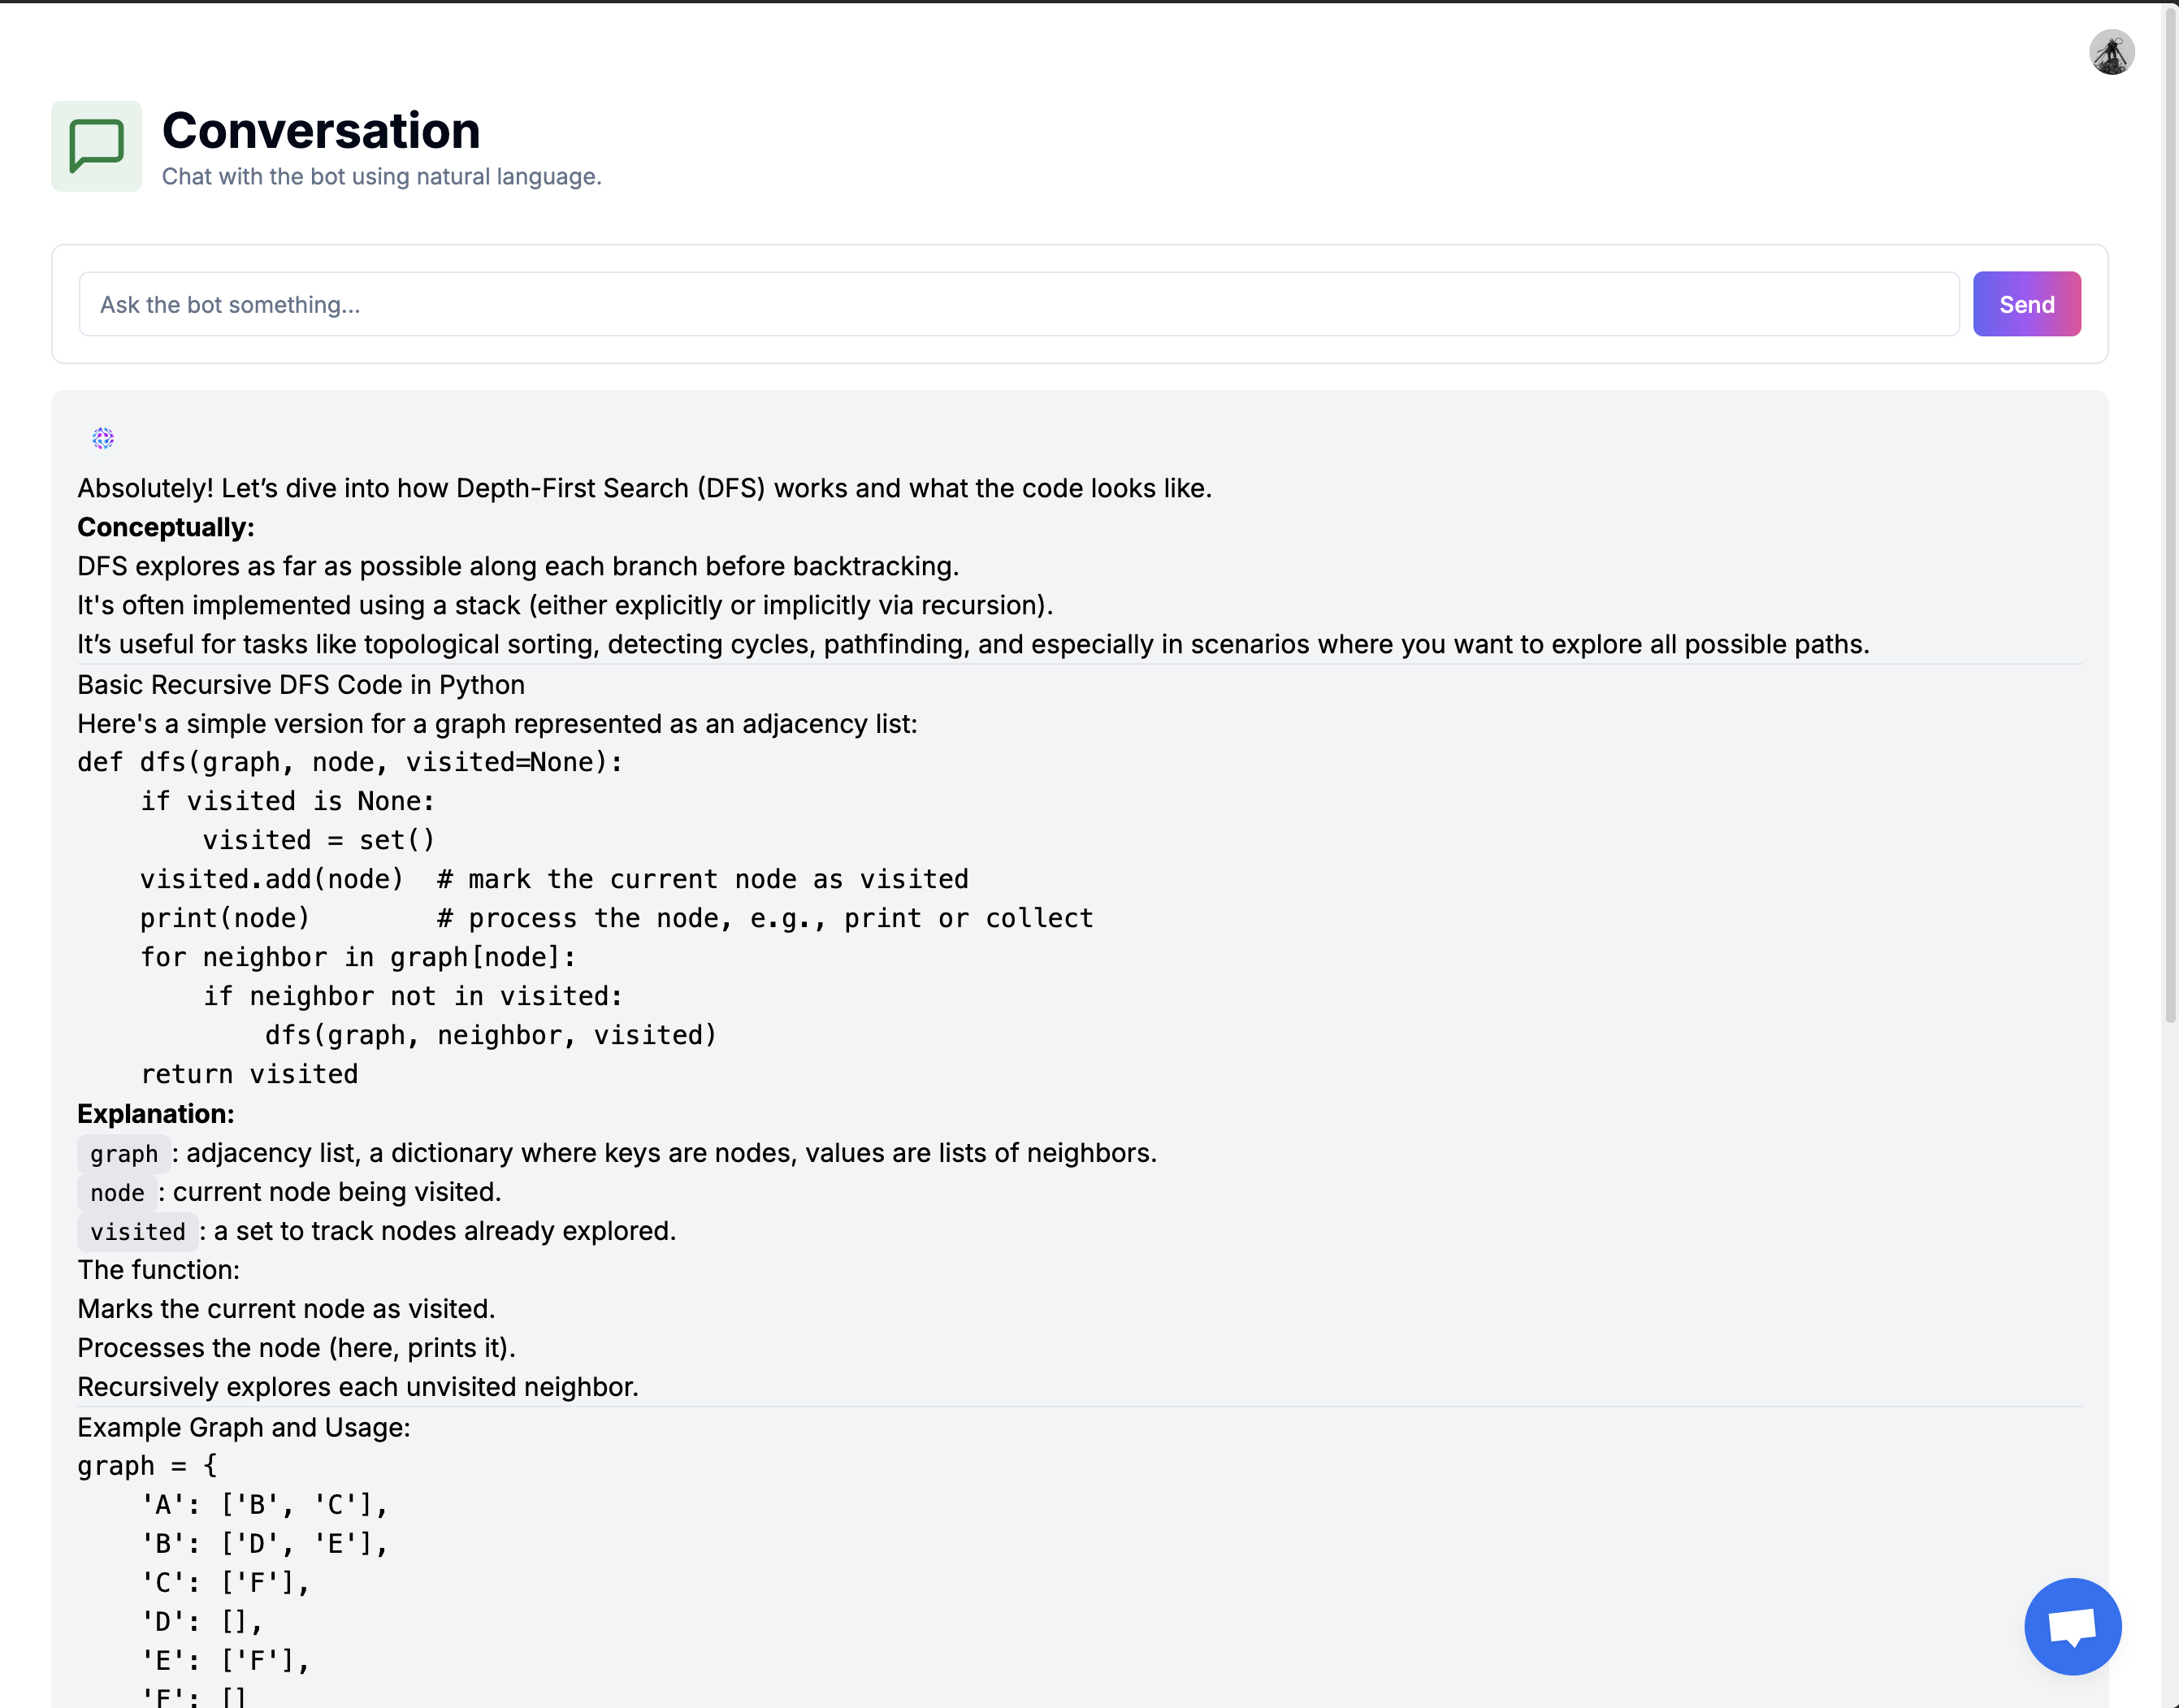 Conversation
Chat with the bot using natural language.
Ask the bot something...
Send
Absolutely! Let’s dive into how Depth-First Search (DFS) works and what the code looks like.
Conceptually:
DFS explores as far as possible along each branch before backtracking.
It's often implemented using a stack (either explicitly or implicitly via recursion).
It’s useful for tasks like topological sorting, detecting cycles, pathfinding, and especially in scenarios where you want to explore all possible paths.
Basic Recursive DFS Code in Python
Here's a simple version for a graph represented as an adjacency list:
def dfs(graph, node, visited=None):
    if visited is None:
        visited = set()
    visited.add(node)  # mark the current node as visited
    print(node)        # process the node, e.g., print or collect
    for neighbor in graph[node]:
        if neighbor not in visited:
            dfs(graph, neighbor, visited)
    return visited
Explanation:
graph : adjacency list, a dictionary where keys are nodes, values are lists of neighbors.
node : current node being visited.
visited : a set to track nodes already explored.
The function:
Marks the current node as visited.
Processes the node (here, prints it).
Recursively explores each unvisited neighbor.
Example Graph and Usage:
graph = {
    'A': ['B', 'C'],
    'B': ['D', 'E'],
    'C': ['F'],
    'D': [],
    'E': ['F'],
    'F': []